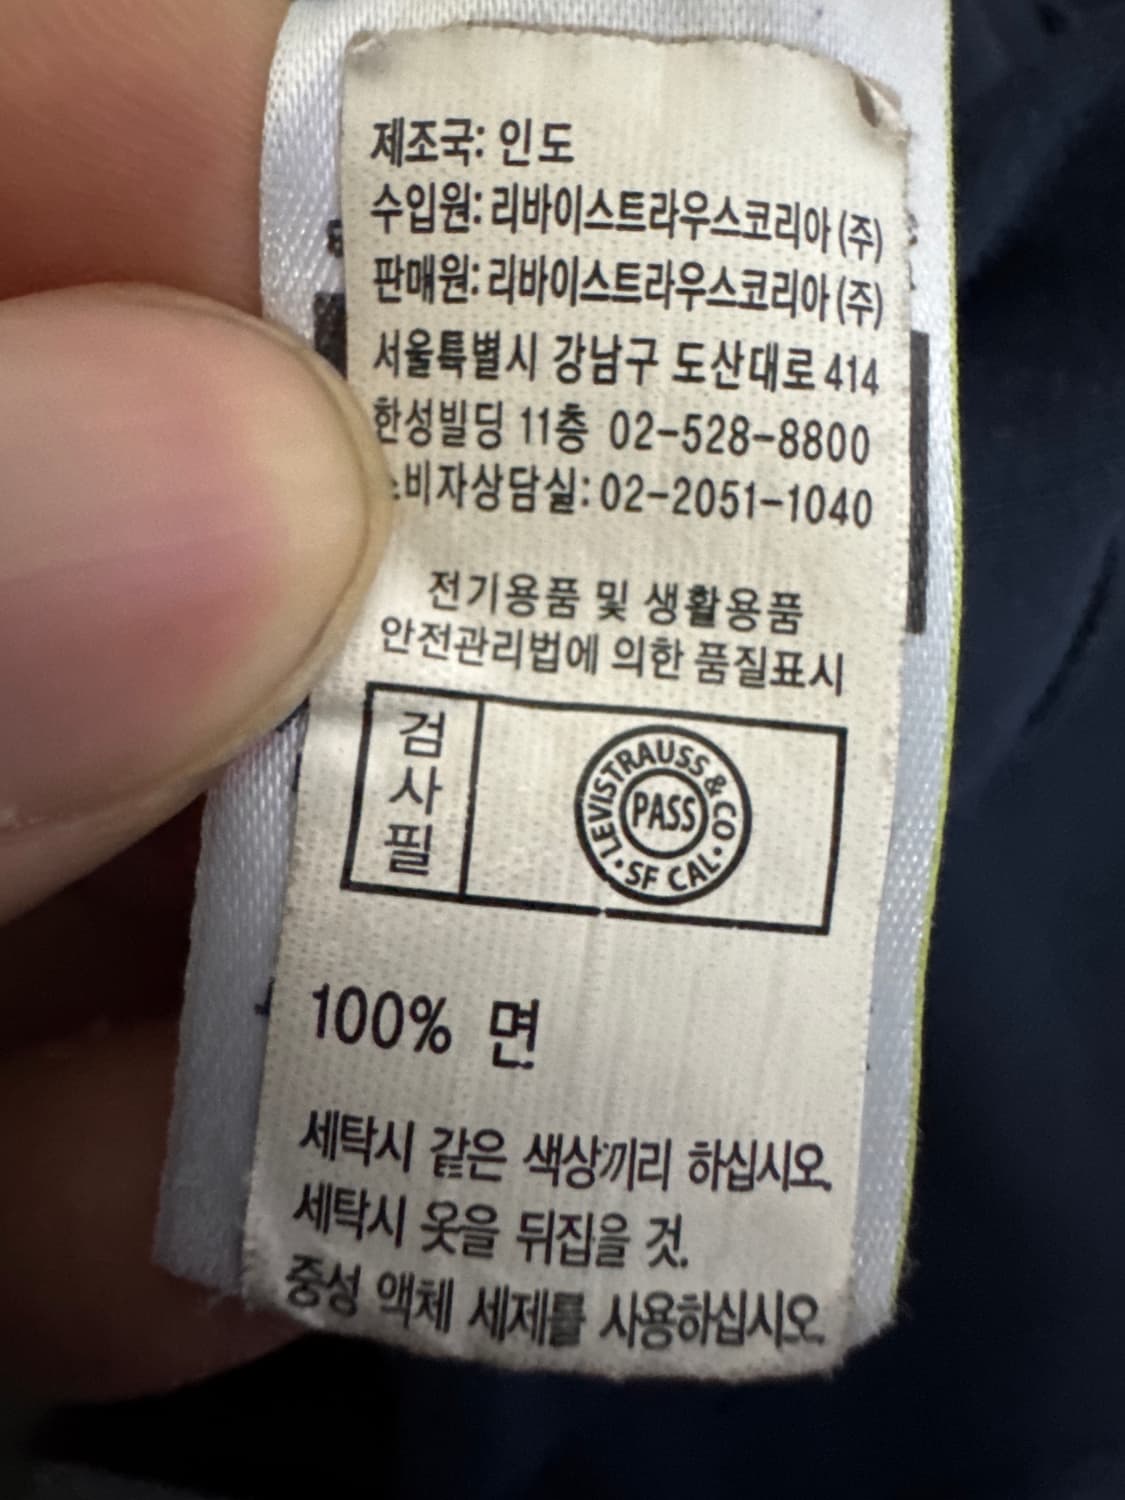 제조국: 인도
수입원: 리바이스트라우스코리아 (주)
판매원: 리바이스트라우스코리아 (주)
서울특별시 강남구 도산대로 414
한성빌딩 11층 02-528-8800
소비자상담실: 02-2051-1040
전기용품 및 생활용품
안전관리법에 의한 품질표시
검사필
LEVI STRAUSS & CO. • SF CAL •
PASS
100% 면
세탁시 같은 색상끼리 하십시오.
세탁시 옷을 뒤집을 것.
중성 액체 세제를 사용하십시오.